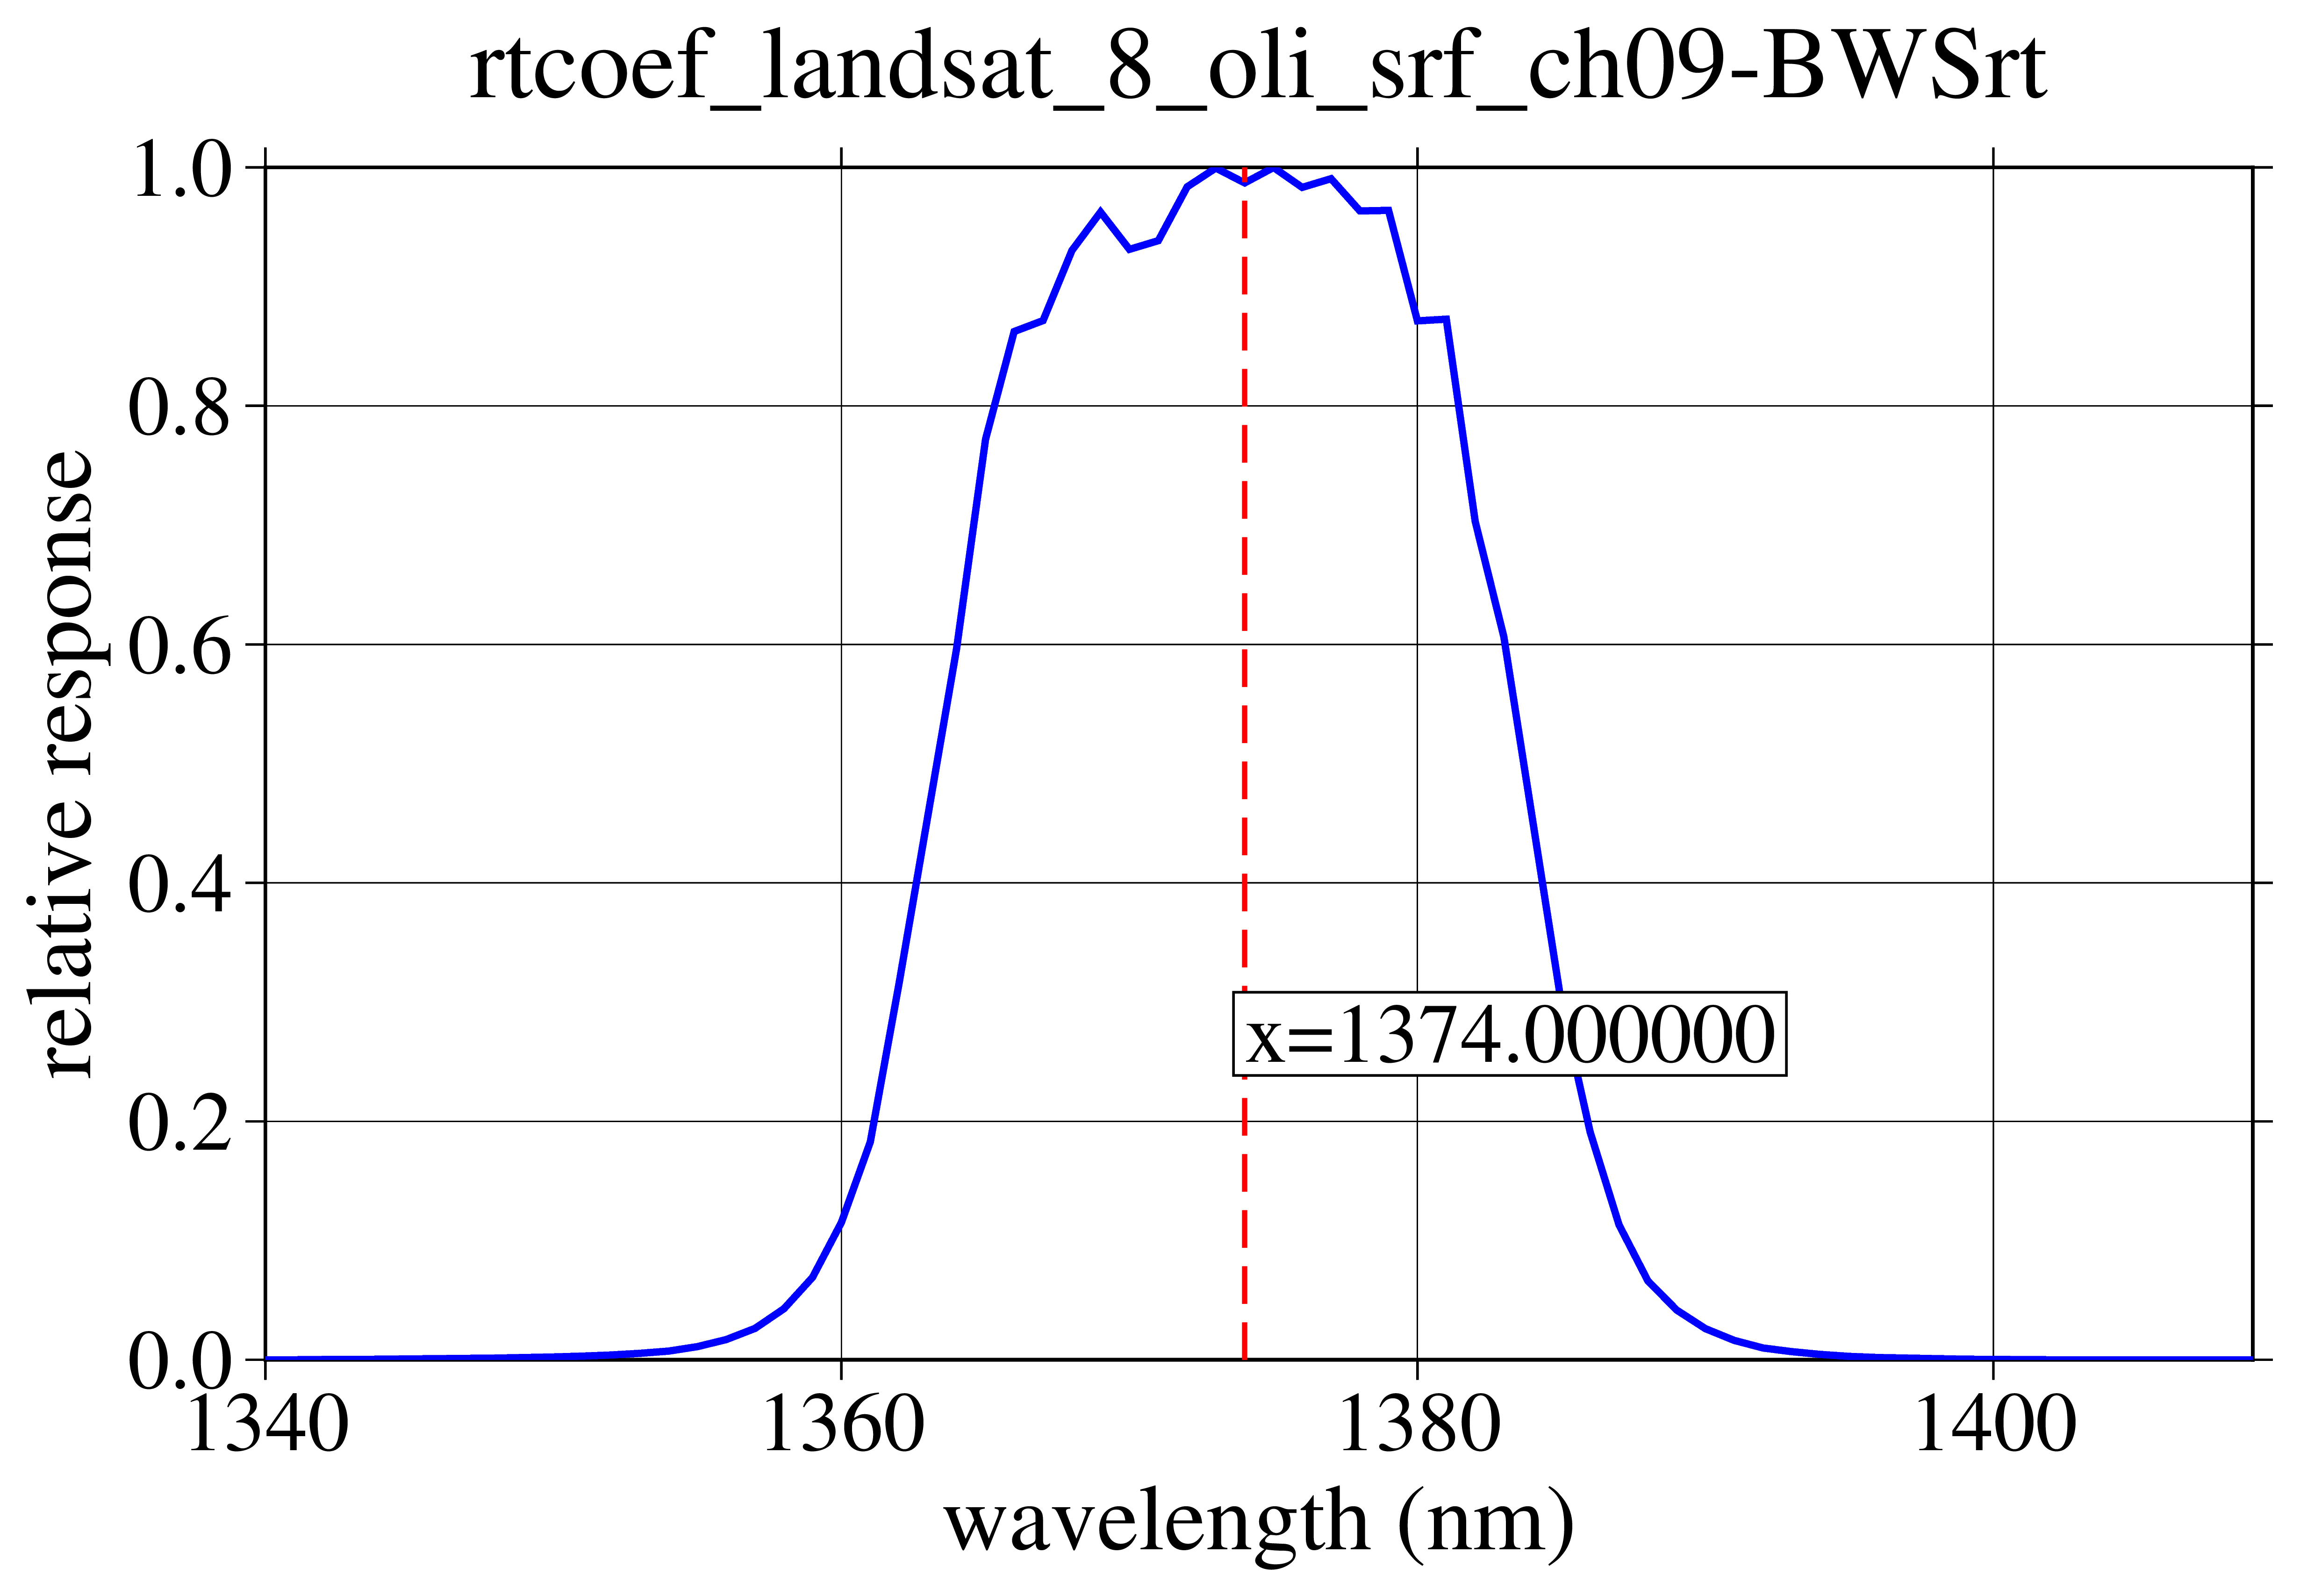 rtcoef_landsat_8_oli_srf_ch09-BWSrt
1.0
0.8
0.6
0.4
0.2
0.0
relative response
x=1374.000000
1340 1360 1380 1400
wavelength (nm)